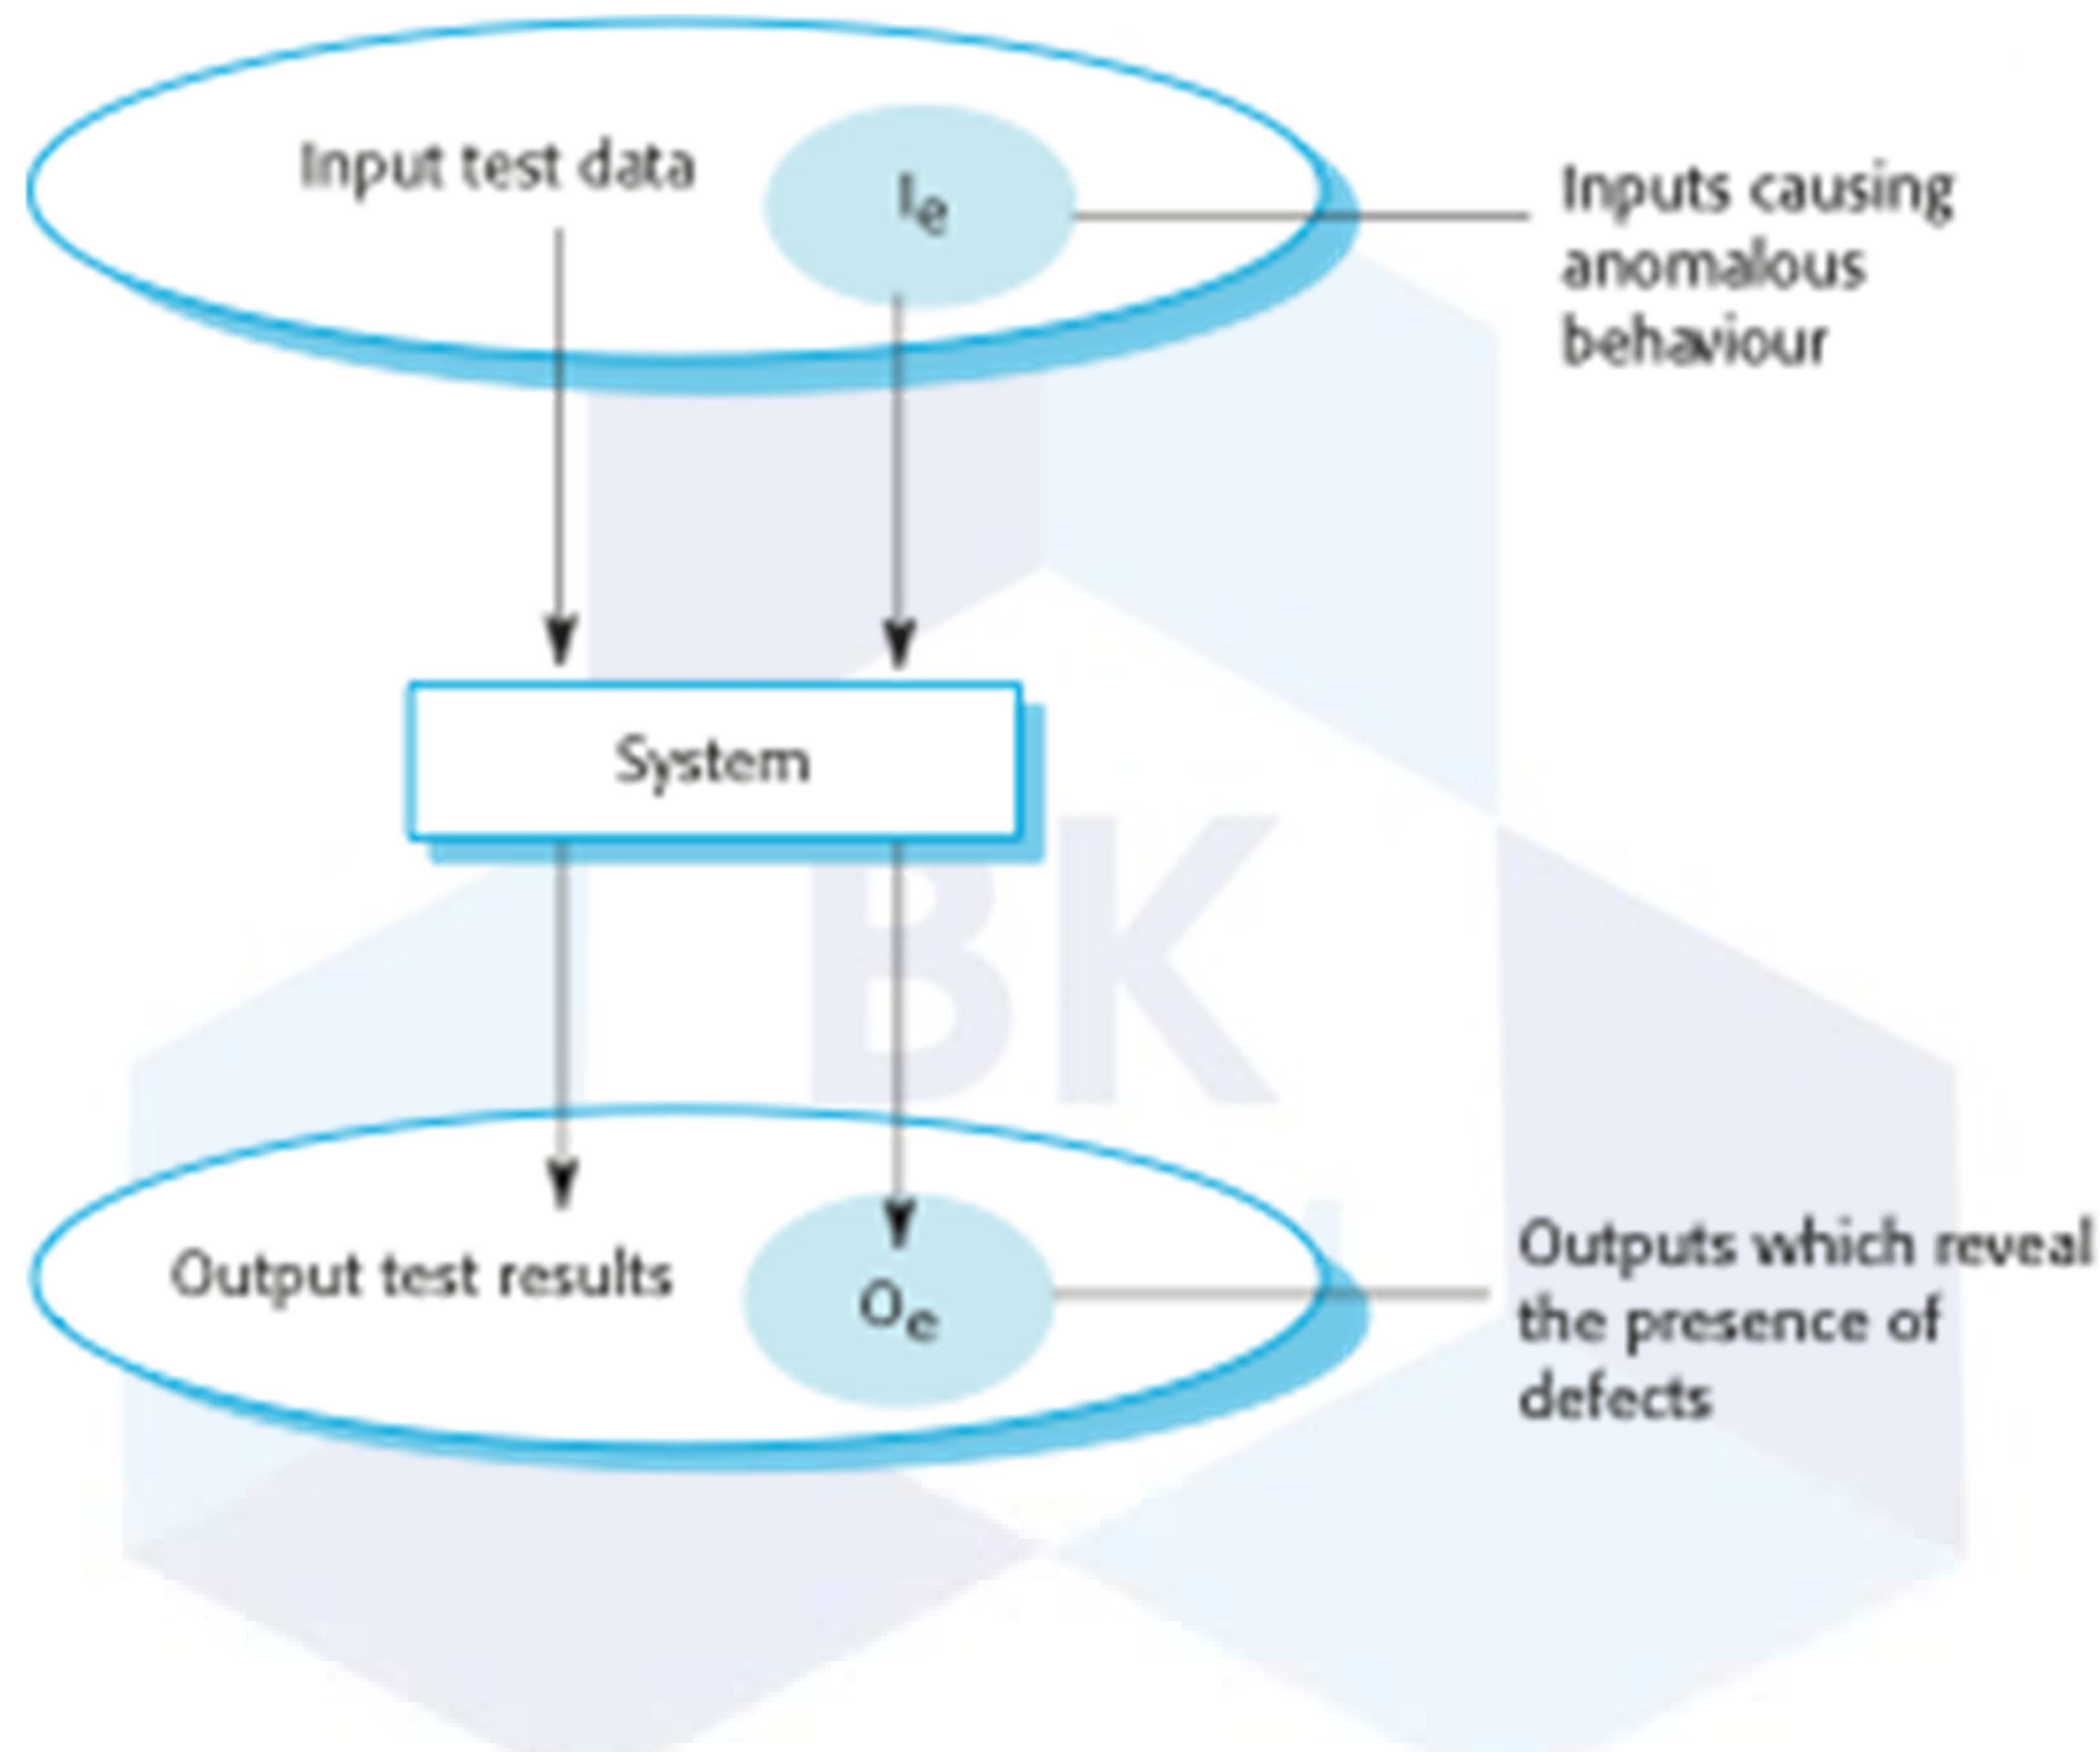 Input test data
Ie
Inputs causing
anomalous
behaviour
System
BK
Output test results
Oe
Outputs which reveal
the presence of
defects